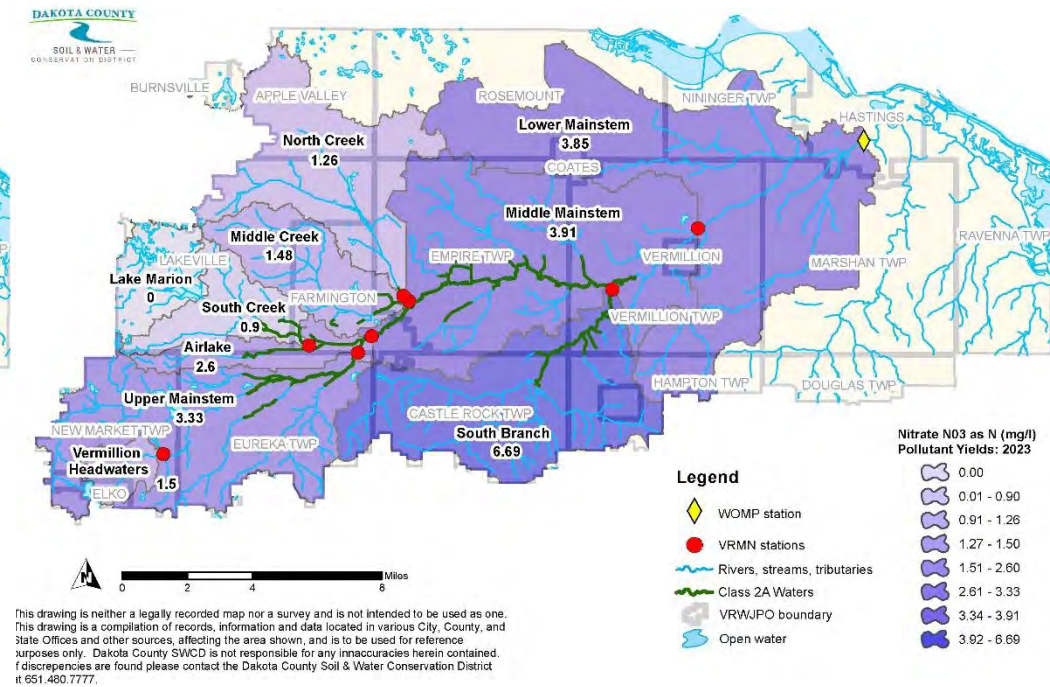 DAKOTA COUNTY
SOIL & WATER
CONSERVATION DISTRICT
BURNSVILLE
APPLE VALLEY
ROSEMOUNT
NININGER TWP
HASTINGS
North Creek
1.26
Lower Mainstem
3.85
COATES
Middle Mainstem
3.91
Middle Creek
1.48
LAKEVILLE
EMPIRE TWP
VERMILLION
RAVENNA TWP
MARSHAN TWP
Lake Marion
0
South Creek
0.9
FARMINGTON
VERMILLION TWP
Airlake
2.6
HAMPTON TWP
DOUGLAS TWP
Upper Mainstem
3.33
CASTLE ROCK TWP
NEW MARKET TWP
EUREKA TWP
South Branch
6.69
Vermillion
Headwaters
1.5
ELKO
Nitrate N03 as N (mg/l)
Pollutant Yields: 2023
0.00
0.01 - 0.90
0.91 - 1.26
1.27 - 1.50
1.51 - 2.60
2.61 - 3.33
3.34 - 3.91
3.92 - 6.69
Legend
WOMP station
VRMN stations
Rivers, streams, tributaries
Class 2A Waters
VRWJPO boundary
Open water
N
0 2 4 8 Miles
This drawing is neither a legally recorded map nor a survey and is not intended to be used as one.
This drawing is a compilation of records, information and data located in various City, County, and
State Offices and other sources, affecting the area shown, and is to be used for reference
urposes only. Dakota County SWCD is not responsible for any innaccuracies herein contained.
f discrepencies are found please contact the Dakota County Soil & Water Conservation District
at 651.480.7777.